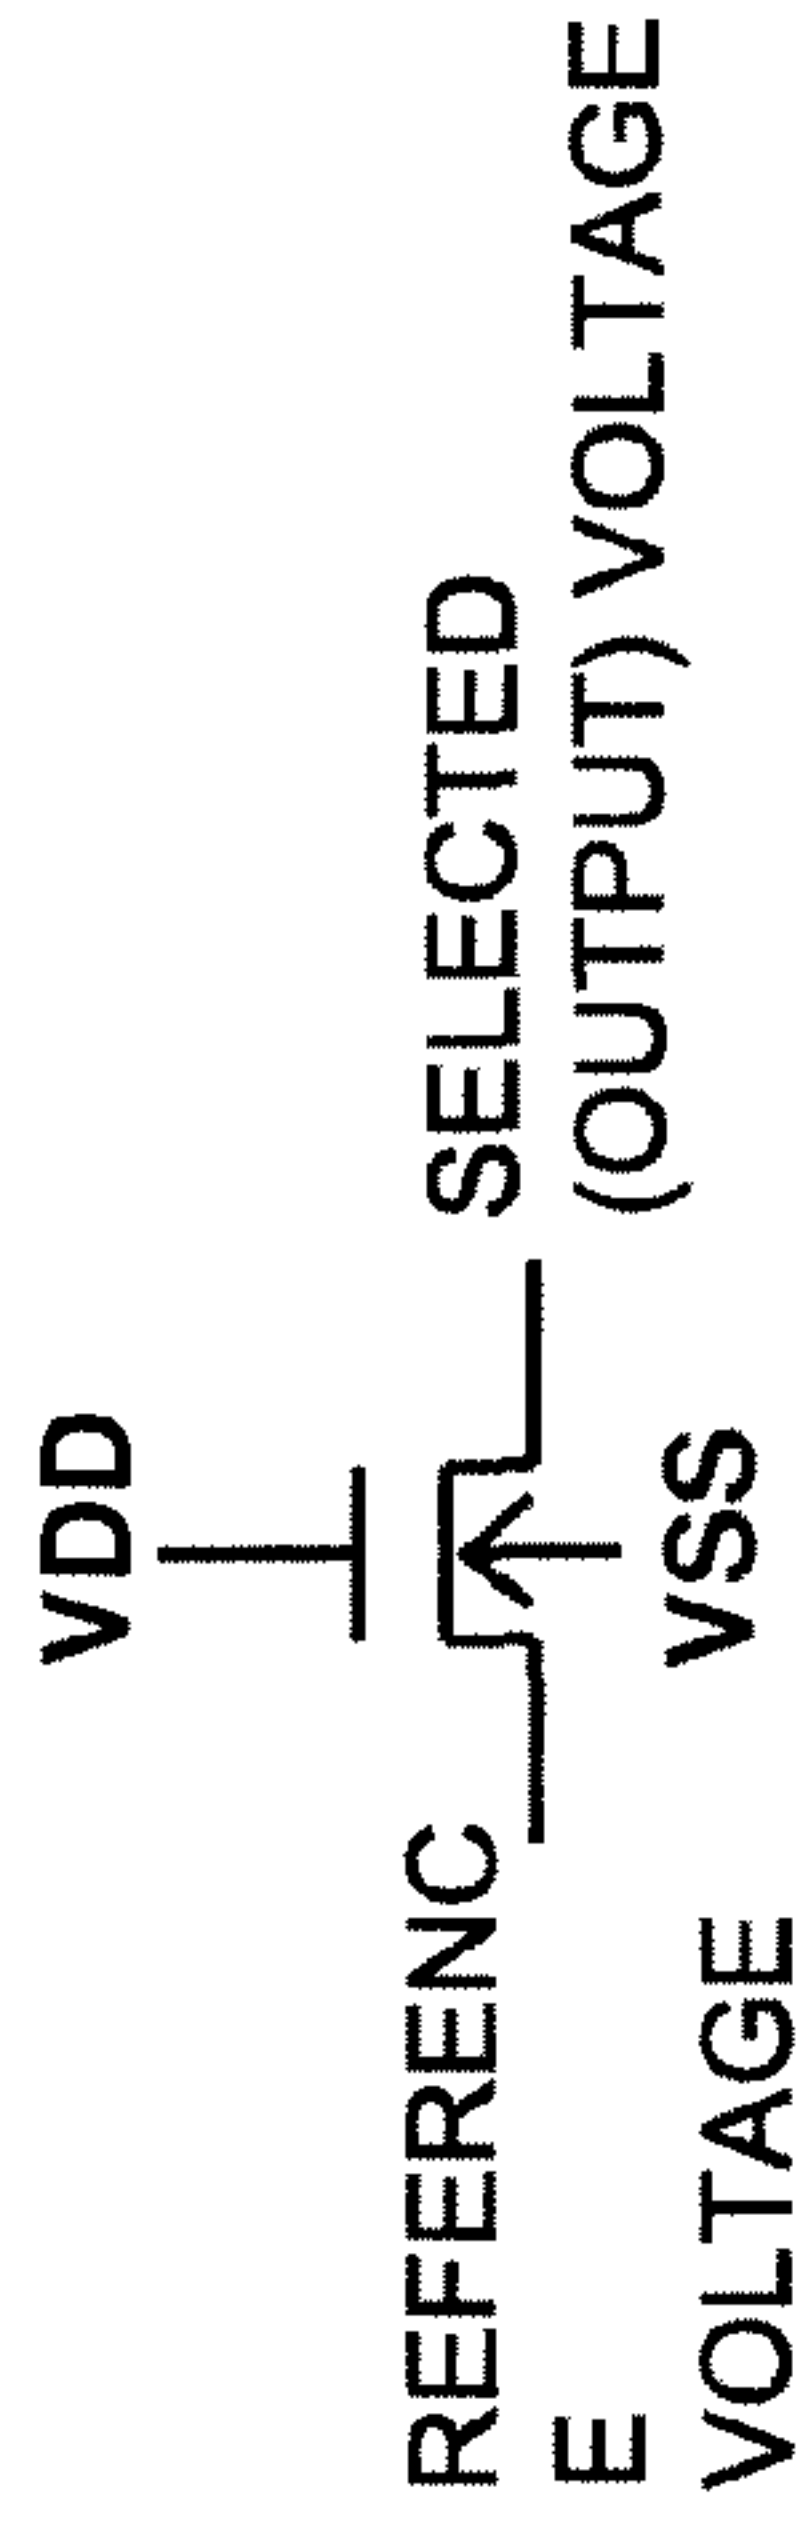 VDD
SELECTED
(OUTPUT) VOLTAGE
REFERENC
E
VOLTAGE
VSS